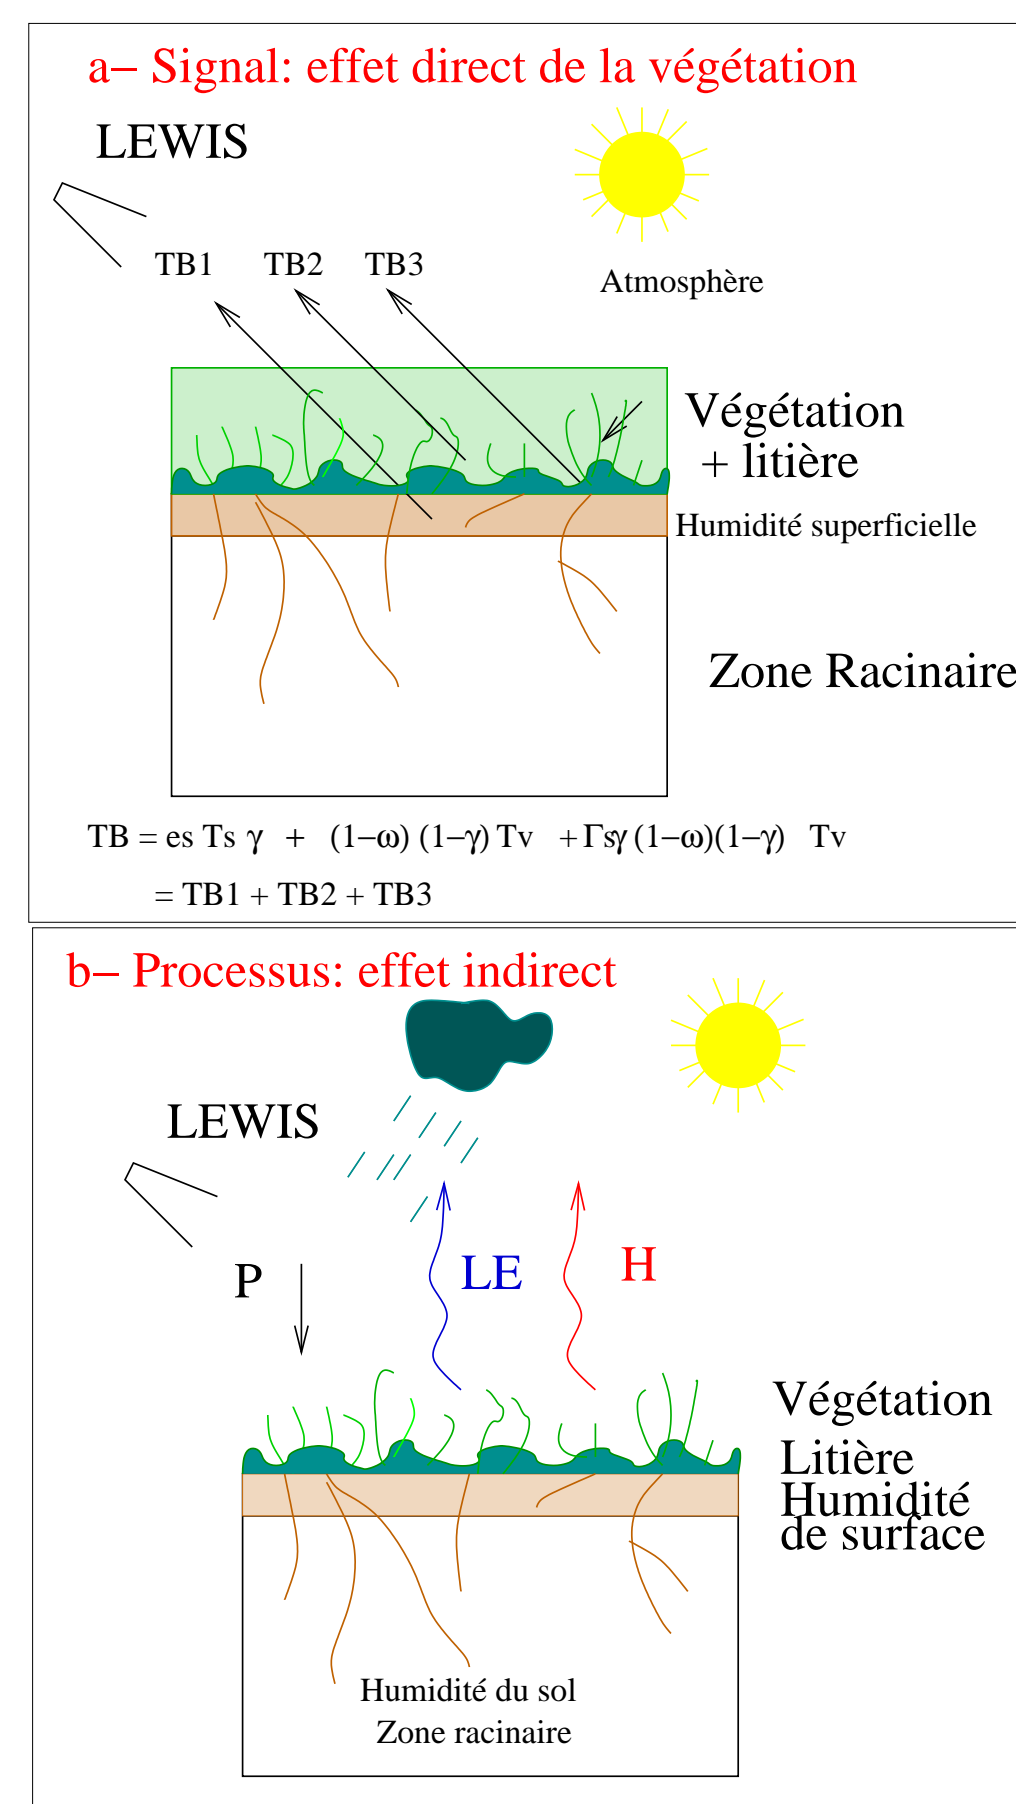 a– Signal: effet direct de la végétation
LEWIS
TB1 TB2 TB3
Atmosphère
Végétation
+ litière
Humidité superficielle
Zone Racinaire
TB = es Ts γ + (1–ω) (1–γ) Tv + Γsγ (1–ω)(1–γ) Tv
= TB1 + TB2 + TB3
b– Processus: effet indirect
LEWIS
P
LE
H
Végétation
Litière
Humidité
de surface
Humidité du sol
Zone racinaire